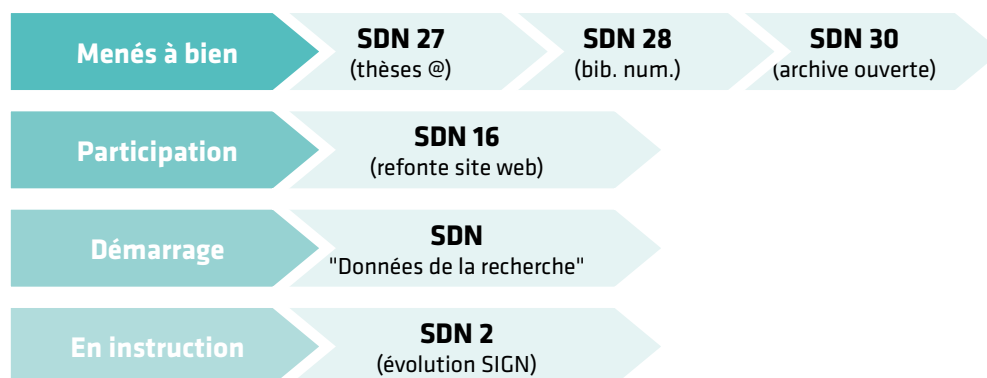 Menés à bien
SDN 27
(thèses @)
SDN 28
(bib. num.)
SDN 30
(archive ouverte)
Participation
SDN 16
(refonte site web)
Démarrage
SDN
"Données de la recherche"
En instruction
SDN 2
(évolution SIGN)